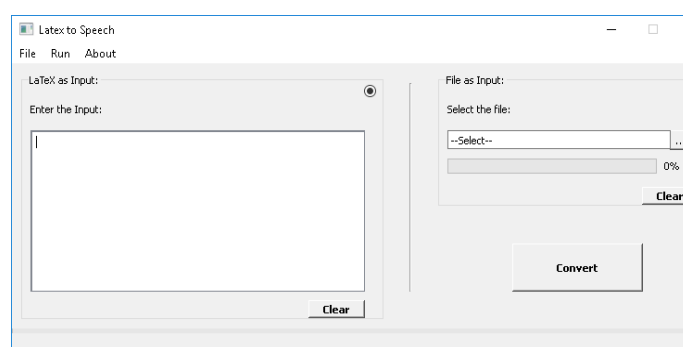 Latex to Speech
File Run About
LaTeX as Input:
Enter the Input:
Clear
File as Input:
Select the file:
--Select--
..
0%
Clear
Convert